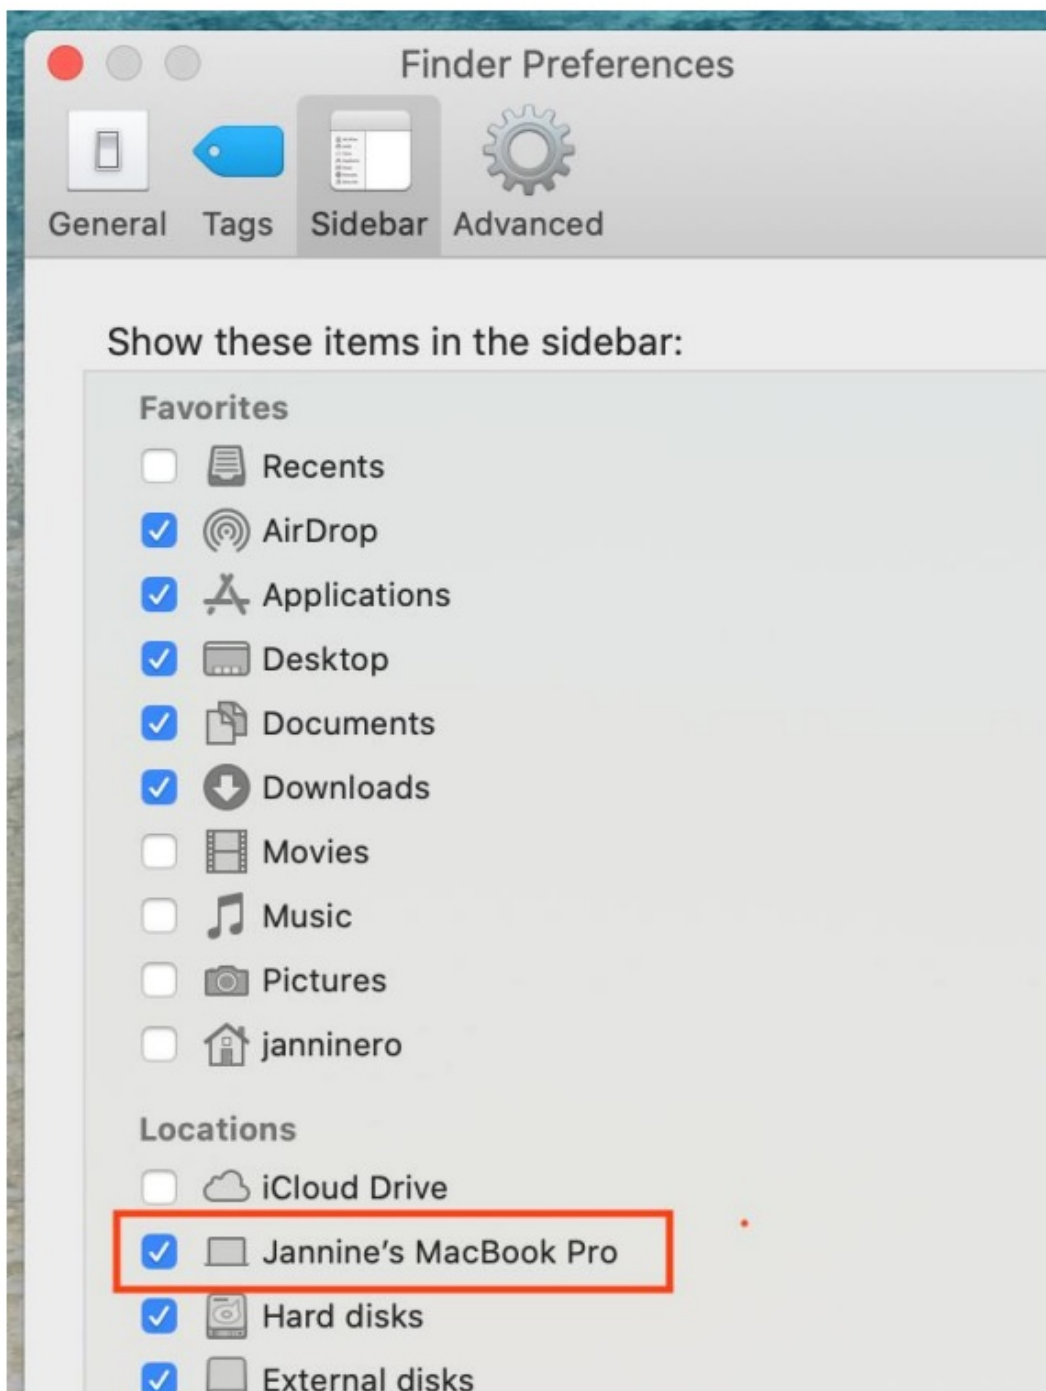 Finder Preferences
General Tags Sidebar Advanced
Show these items in the sidebar:
Favorites
Recents
AirDrop
Applications
Desktop
Documents
Downloads
Movies
Music
Pictures
janninero
Locations
iCloud Drive
Jannine’s MacBook Pro
Hard disks
External disks